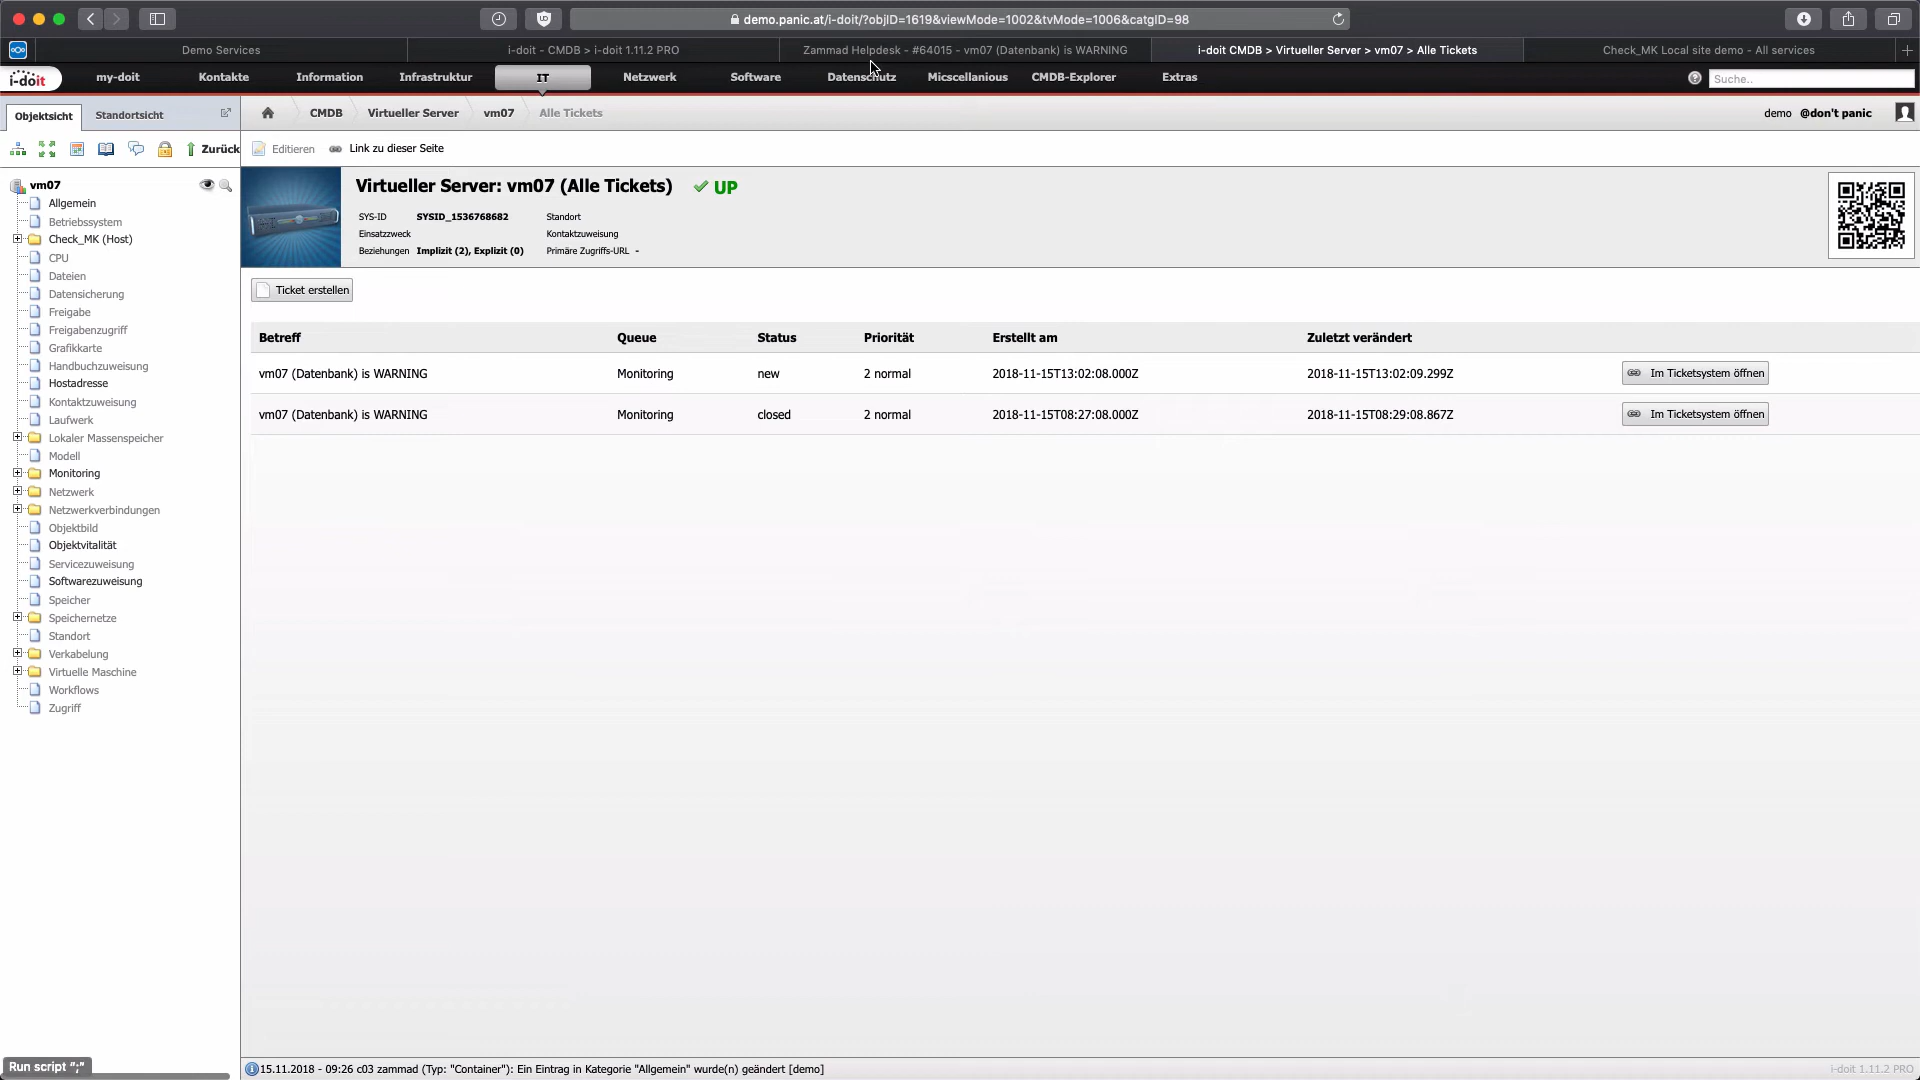 demo.panic.at/i-doit/?objID=1619&viewMode=1002&tvMode=1006&catgID=98
Demo Services
i-doit - CMDB > i-doit 1.11.2 PRO
Zammad Helpdesk - #64015 - vm07 (Datenbank) is WARNING
i-doit CMDB > Virtueller Server > vm07 > Alle Tickets
Check_MK Local site demo - All services
i-doit
my-doit
Kontakte
Information
Infrastruktur
IT
Netzwerk
Software
Datenschutz
Micscellanious
CMDB-Explorer
Extras
Suche..
Objektsicht
Standortsicht
CMDB
Virtueller Server
vm07
Alle Tickets
demo @don't panic
Zurück
Editieren
Link zu dieser Seite
vm07
Allgemein
Betriebssystem
Check_MK (Host)
CPU
Dateien
Datensicherung
Freigabe
Freigabenzugriff
Grafikkarte
Handbuchzuweisung
Hostadresse
Kontaktzuweisung
Laufwerk
Lokaler Massenspeicher
Modell
Monitoring
Netzwerk
Netzwerkverbindungen
Objektbild
Objektvitalität
Servicezuweisung
Softwarezuweisung
Speicher
Speichernetze
Standort
Verkabelung
Virtuelle Maschine
Workflows
Zugriff
Virtueller Server: vm07 (Alle Tickets) UP
SYS-ID SYSID_1536768682 Standort
Einsatzzweck Kontaktzuweisung
Beziehungen Implizit (2), Explizit (0) Primäre Zugriffs-URL -
Ticket erstellen
Betreff Queue Status Priorität Erstellt am Zuletzt verändert
vm07 (Datenbank) is WARNING Monitoring new 2 normal 2018-11-15T13:02:08.000Z 2018-11-15T13:02:09.299Z Im Ticketsystem öffnen
vm07 (Datenbank) is WARNING Monitoring closed 2 normal 2018-11-15T08:27:08.000Z 2018-11-15T08:29:08.867Z Im Ticketsystem öffnen
Run script ";"
15.11.2018 - 09:26 c03 zammad (Typ: "Container"): Ein Eintrag in Kategorie "Allgemein" wurde(n) geändert [demo]
i-doit 1.11.2 PRO